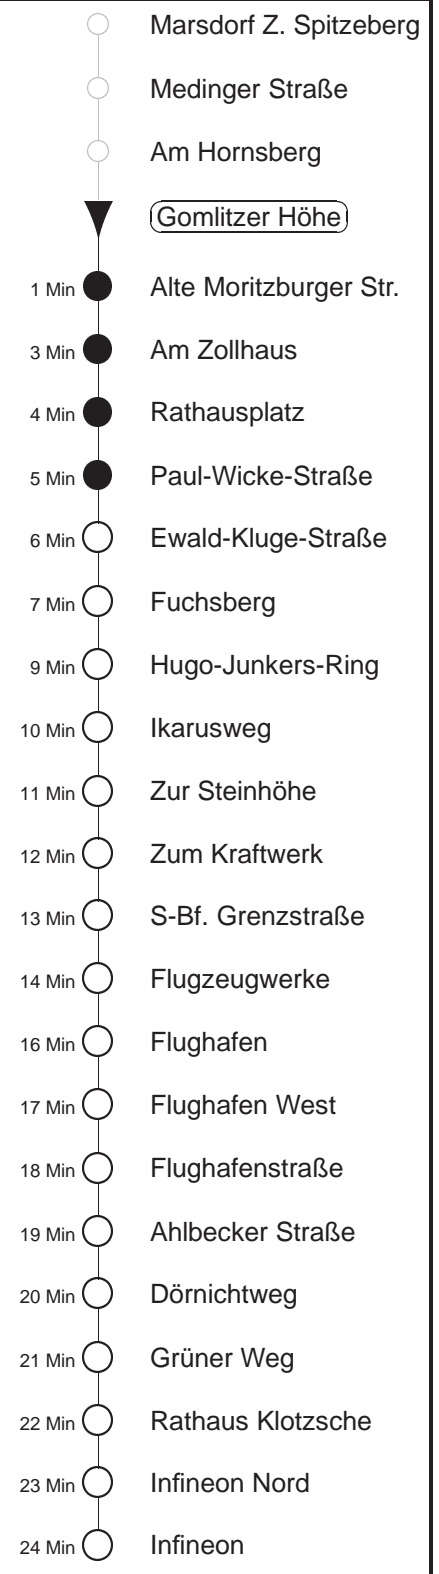 Marsdorf Z. Spitzeberg
Medinger Straße
Am Hornsberg
Gomlitzer Höhe
1 Min Alte Moritzburger Str.
3 Min Am Zollhaus
4 Min Rathausplatz
5 Min Paul-Wicke-Straße
6 Min Ewald-Kluge-Straße
7 Min Fuchsberg
9 Min Hugo-Junkers-Ring
10 Min Ikarusweg
11 Min Zur Steinhöhe
12 Min Zum Kraftwerk
13 Min S-Bf. Grenzstraße
14 Min Flugzeugwerke
16 Min Flughafen
17 Min Flughafen West
18 Min Flughafenstraße
19 Min Ahlbecker Straße
20 Min Dörnichtweg
21 Min Grüner Weg
22 Min Rathaus Klotzsche
23 Min Infineon Nord
24 Min Infineon